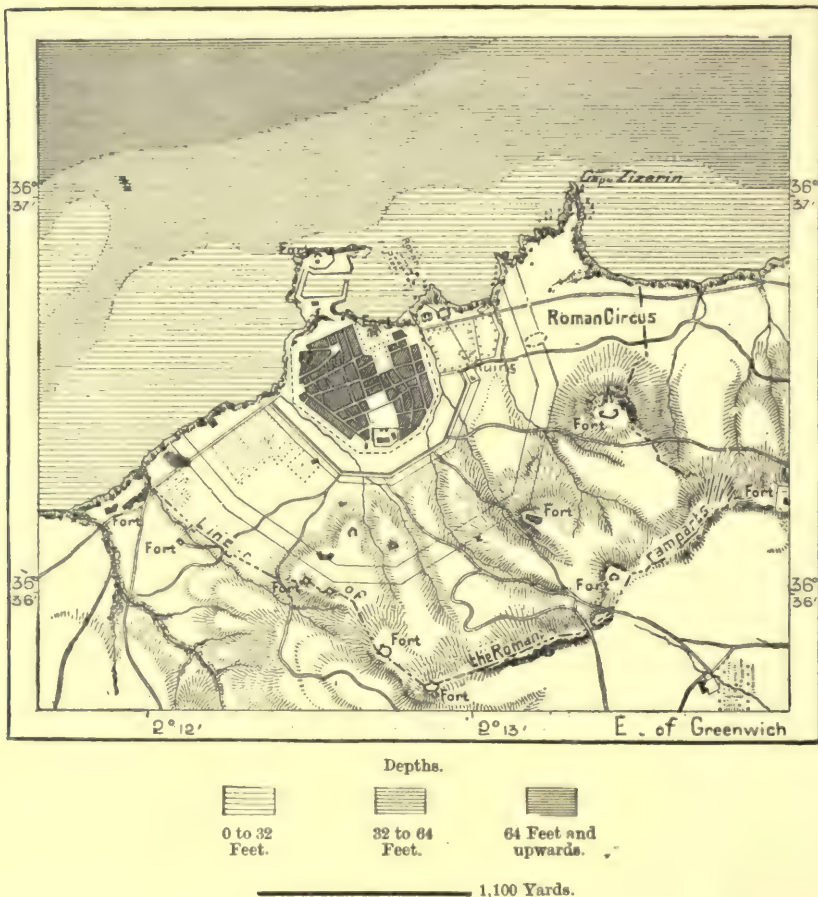 Cape Zizerin
36°
37'
36°
37'
Fort
Fort
Roman Circus
Ruins
Fort
Fort
Fort
Fort
Fort
Line of
Fort
Fort
ramparts
36°
36'
36°
36'
Fort
the Roman
Fort
2° 12'
2° 13'
E. of Greenwich
Depths.
0 to 32
Feet.
32 to 64
Feet.
64 Feet and
upwards.
1,100 Yards.